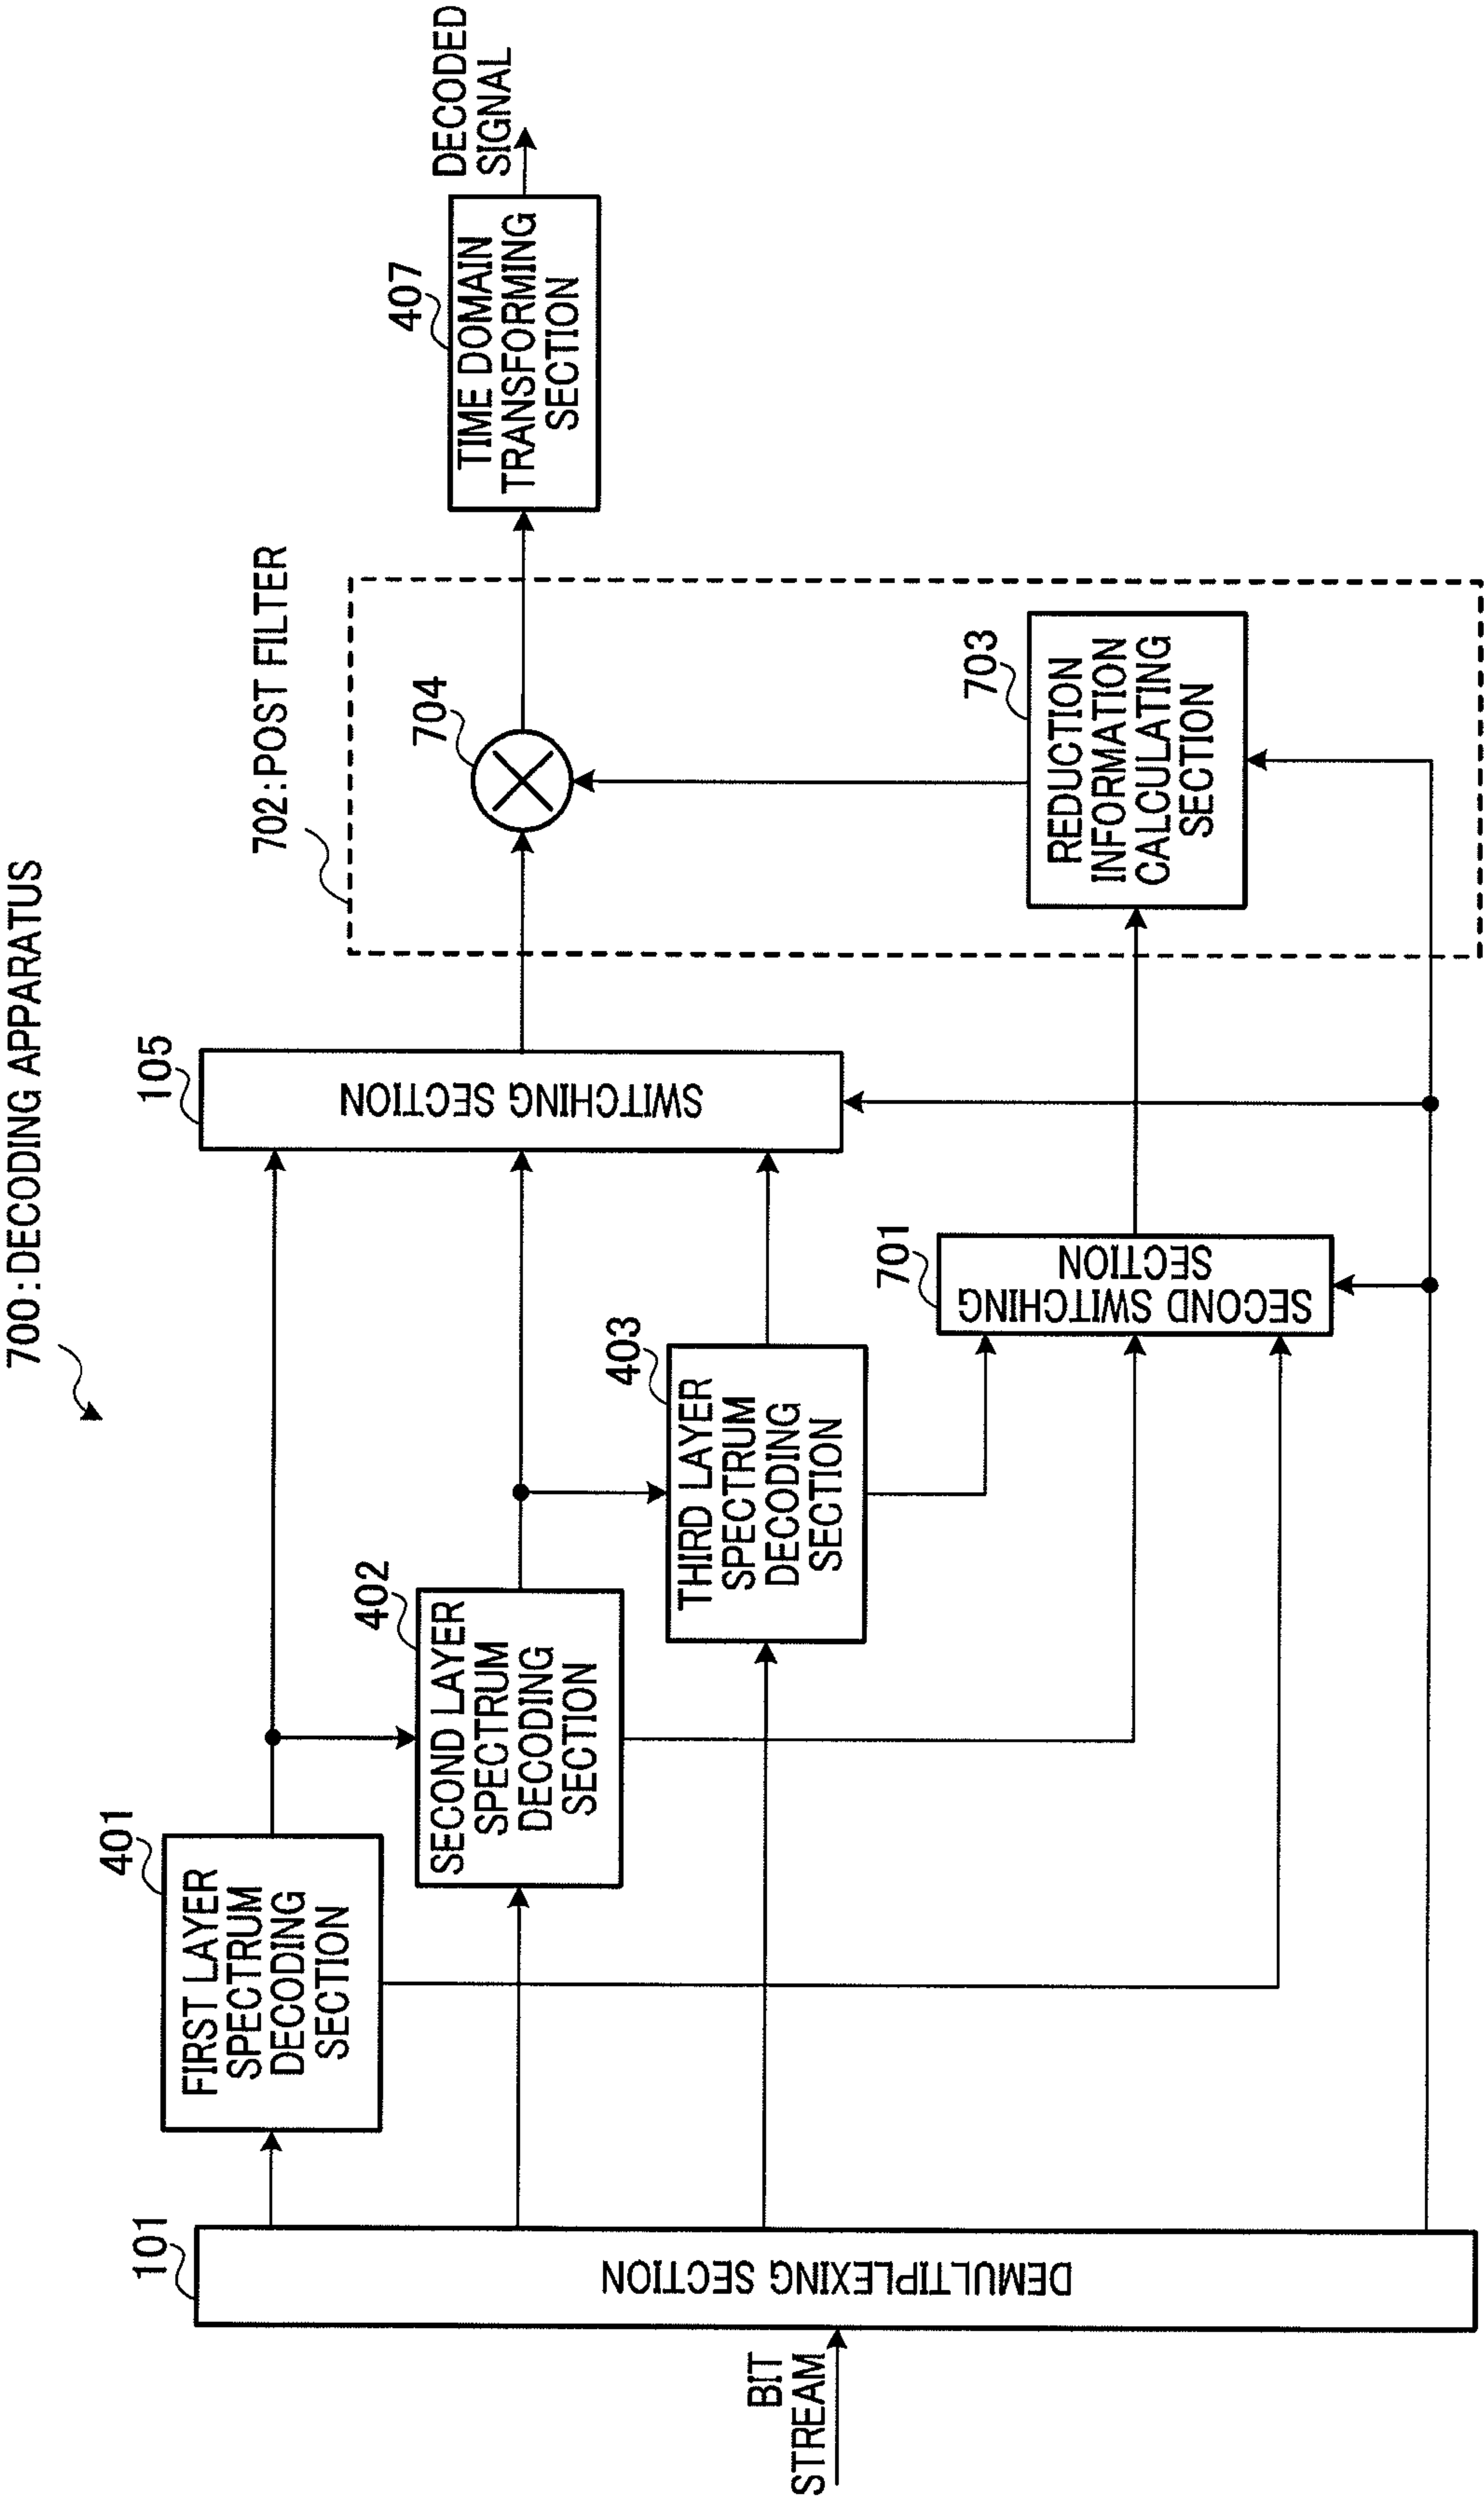 700:DECODING APPARATUS
702:POST FILTER
101
DEMULTIPLEXING SECTION
BIT
STREAM
401
FIRST LAYER
SPECTRUM
DECODING
SECTION
402
SECOND LAYER
SPECTRUM
DECODING
SECTION
403
THIRD LAYER
SPECTRUM
DECODING
SECTION
105
SWITCHING SECTION
701
SECOND SWITCHING
SECTION
704
703
REDUCTION
INFORMATION
CALCULATING
SECTION
407
TIME DOMAIN
TRANSFORMING
SECTION
DECODED
SIGNAL